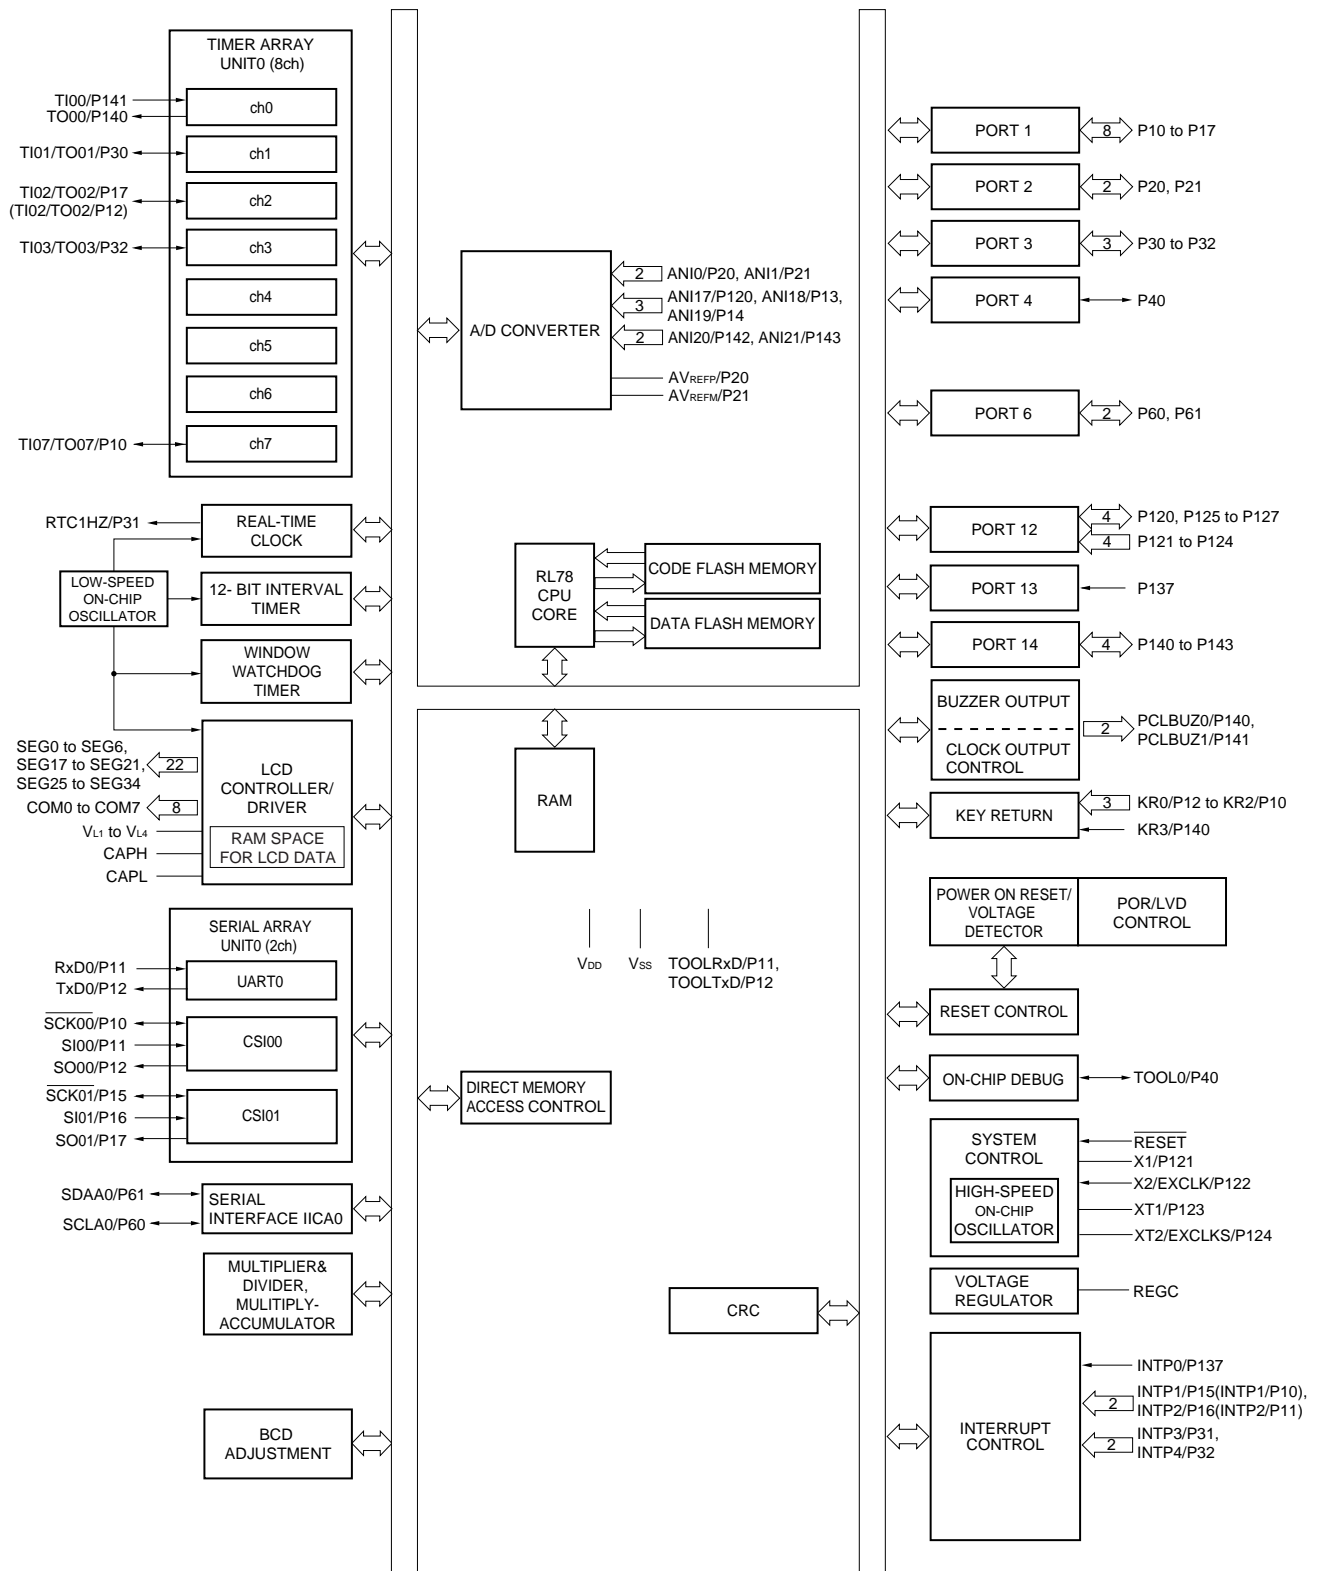 TIMER ARRAY
UNIT0 (8ch)
TI00/P141
TO00/P140
ch0
TI01/TO01/P30
ch1
TI02/TO02/P17
(TI02/TO02/P12)
ch2
TI03/TO03/P32
ch3
ch4
ch5
ch6
TI07/TO07/P10
ch7
RTC1HZ/P31
REAL-TIME
CLOCK
LOW-SPEED
ON-CHIP
OSCILLATOR
12- BIT INTERVAL
TIMER
WINDOW
WATCHDOG
TIMER
SEG0 to SEG6,
SEG17 to SEG21,
SEG25 to SEG34
22
COM0 to COM7
8
VL1 to VL4
CAPH
CAPL
LCD
CONTROLLER/
DRIVER
RAM SPACE
FOR LCD DATA
SERIAL ARRAY
UNIT0 (2ch)
RxD0/P11
TxD0/P12
UART0
SCK00/P10
SI00/P11
SO00/P12
CSI00
SCK01/P15
SI01/P16
SO01/P17
CSI01
SDAA0/P61
SCLA0/P60
SERIAL
INTERFACE IICA0
MULTIPLIER&
DIVIDER,
MULITIPLY-
ACCUMULATOR
BCD
ADJUSTMENT
A/D CONVERTER
2
ANI0/P20, ANI1/P21
3
ANI17/P120, ANI18/P13,
ANI19/P14
2
ANI20/P142, ANI21/P143
AVREFP/P20
AVREFM/P21
RL78
CPU
CORE
CODE FLASH MEMORY
DATA FLASH MEMORY
RAM
VDD
VSS
TOOLRxD/P11,
TOOLTxD/P12
DIRECT MEMORY
ACCESS CONTROL
CRC
PORT 1
8
P10 to P17
PORT 2
2
P20, P21
PORT 3
3
P30 to P32
PORT 4
P40
PORT 6
2
P60, P61
PORT 12
4
P120, P125 to P127
4
P121 to P124
PORT 13
P137
PORT 14
4
P140 to P143
BUZZER OUTPUT
CLOCK OUTPUT
CONTROL
2
PCLBUZ0/P140,
PCLBUZ1/P141
KEY RETURN
3
KR0/P12 to KR2/P10
KR3/P140
POWER ON RESET/
VOLTAGE
DETECTOR
POR/LVD
CONTROL
RESET CONTROL
ON-CHIP DEBUG
TOOL0/P40
SYSTEM
CONTROL
HIGH-SPEED
ON-CHIP
OSCILLATOR
RESET
X1/P121
X2/EXCLK/P122
XT1/P123
XT2/EXCLKS/P124
VOLTAGE
REGULATOR
REGC
INTERRUPT
CONTROL
INTP0/P137
2
INTP1/P15(INTP1/P10),
INTP2/P16(INTP2/P11)
2
INTP3/P31,
INTP4/P32